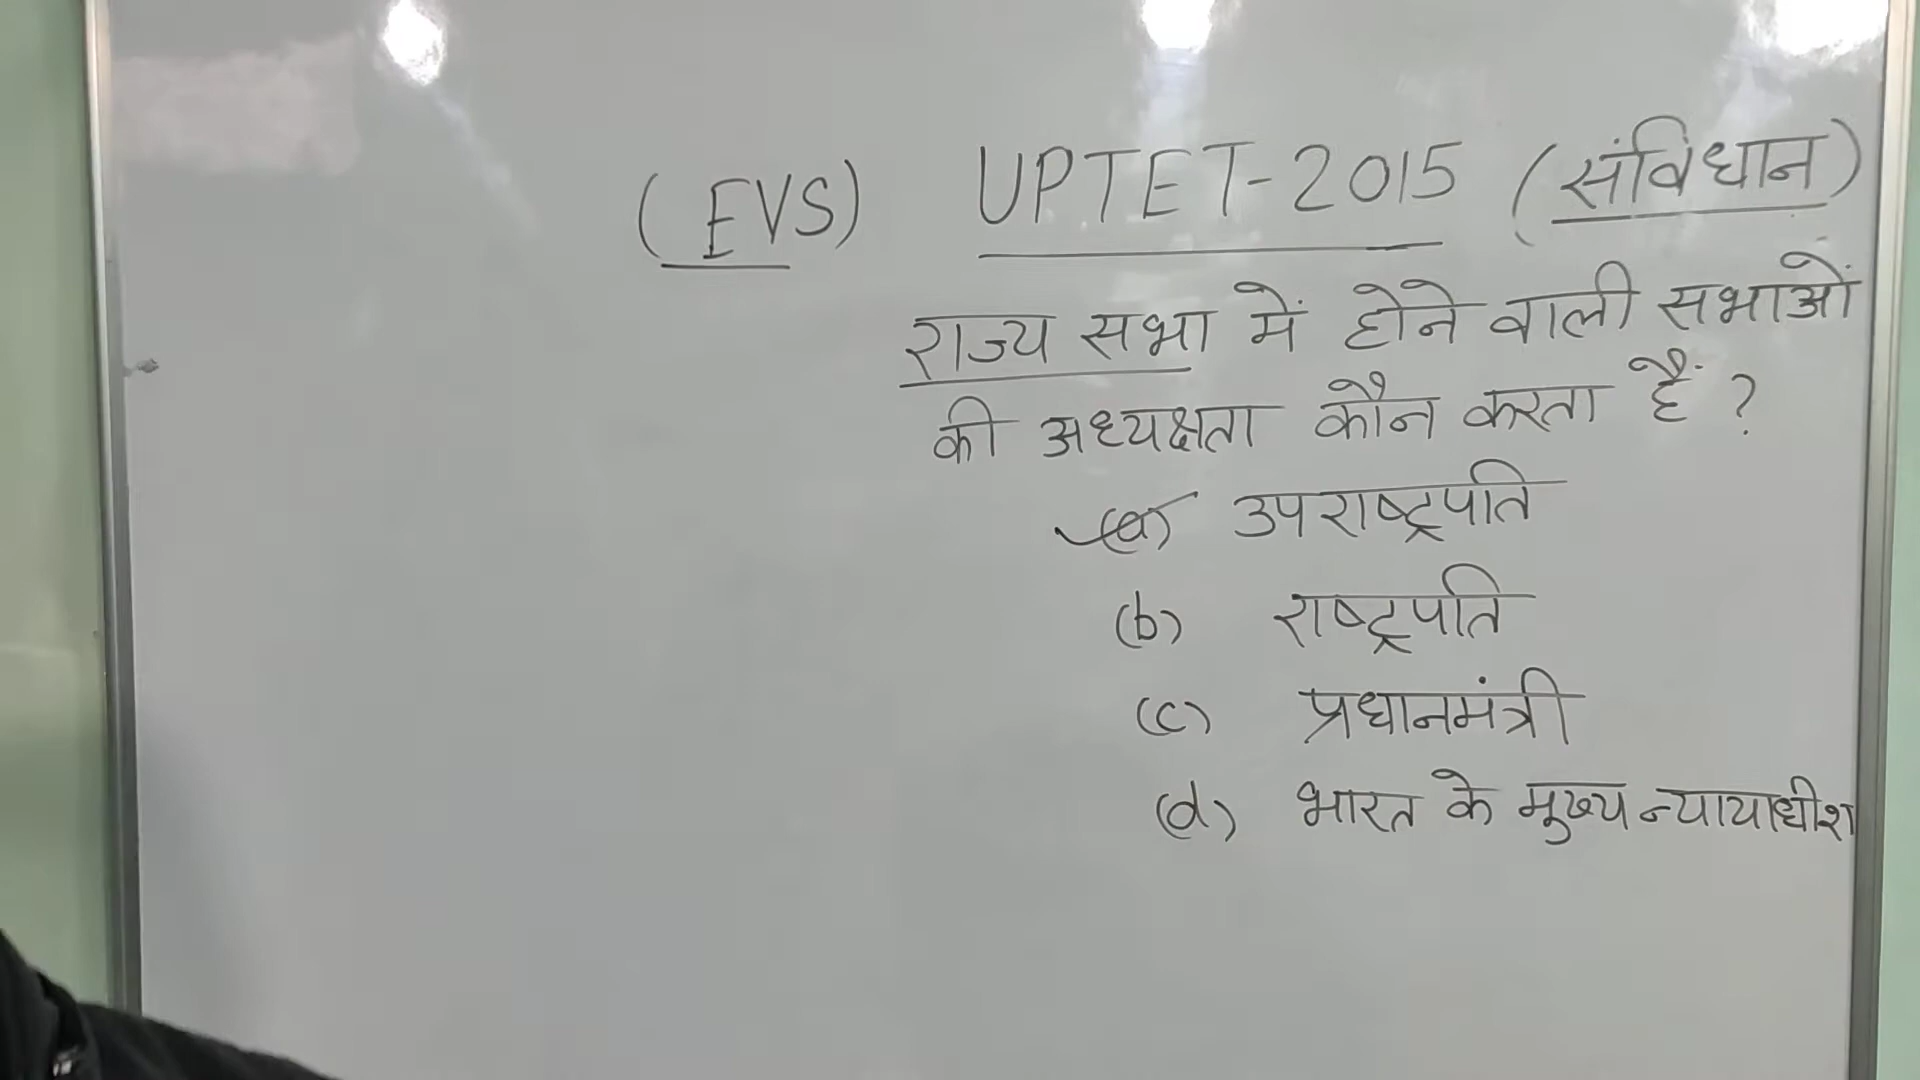 (EVS) UPTET-2015 (संविधान)
राज्य सभा में होने वाली सभाओं
की अध्यक्षता कौन करता हैं ?
(a) उपराष्ट्रपति
(b) राष्ट्रपति
(c) प्रधानमंत्री
(d) भारत के मुख्य न्यायाधीश